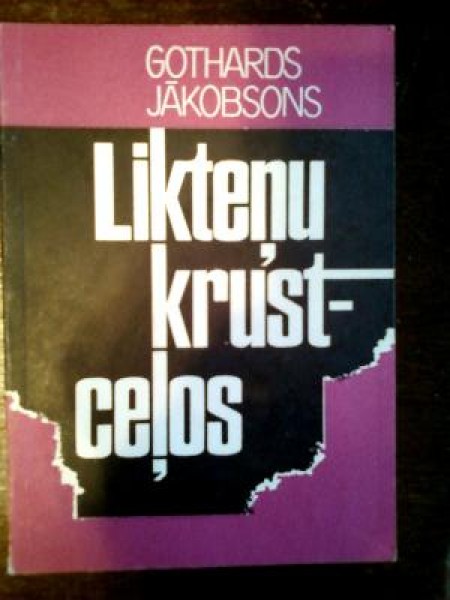 GOTHARDS
JĀKOBSONS
Likteņu
krust-
ceļos